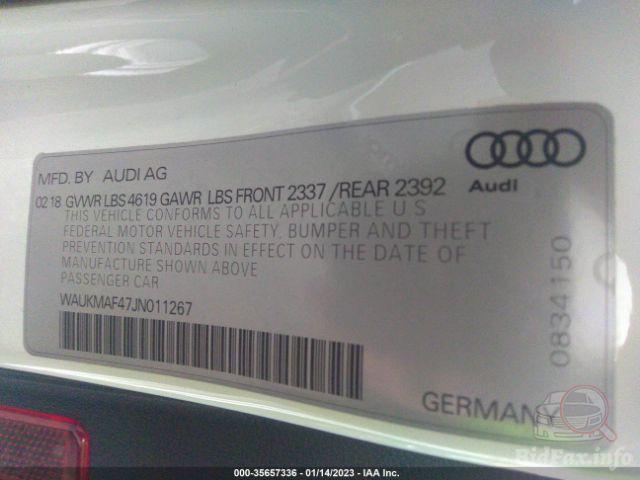 MFD. BY AUDI AG
02 18 GVWR LBS 4619 GAWR LBS FRONT 2337 / REAR 2392
THIS VEHICLE CONFORMS TO ALL APPLICABLE U S
FEDERAL MOTOR VEHICLE SAFETY, BUMPER AND THEFT
PREVENTION STANDARDS IN EFFECT ON THE DATE OF
MANUFACTURE SHOWN ABOVE
PASSENGER CAR
WAUKMAF47JN011267
Audi
0834150
GERMANY
BidFax.info
000-35657336 - 01/14/2023 - IAA Inc.